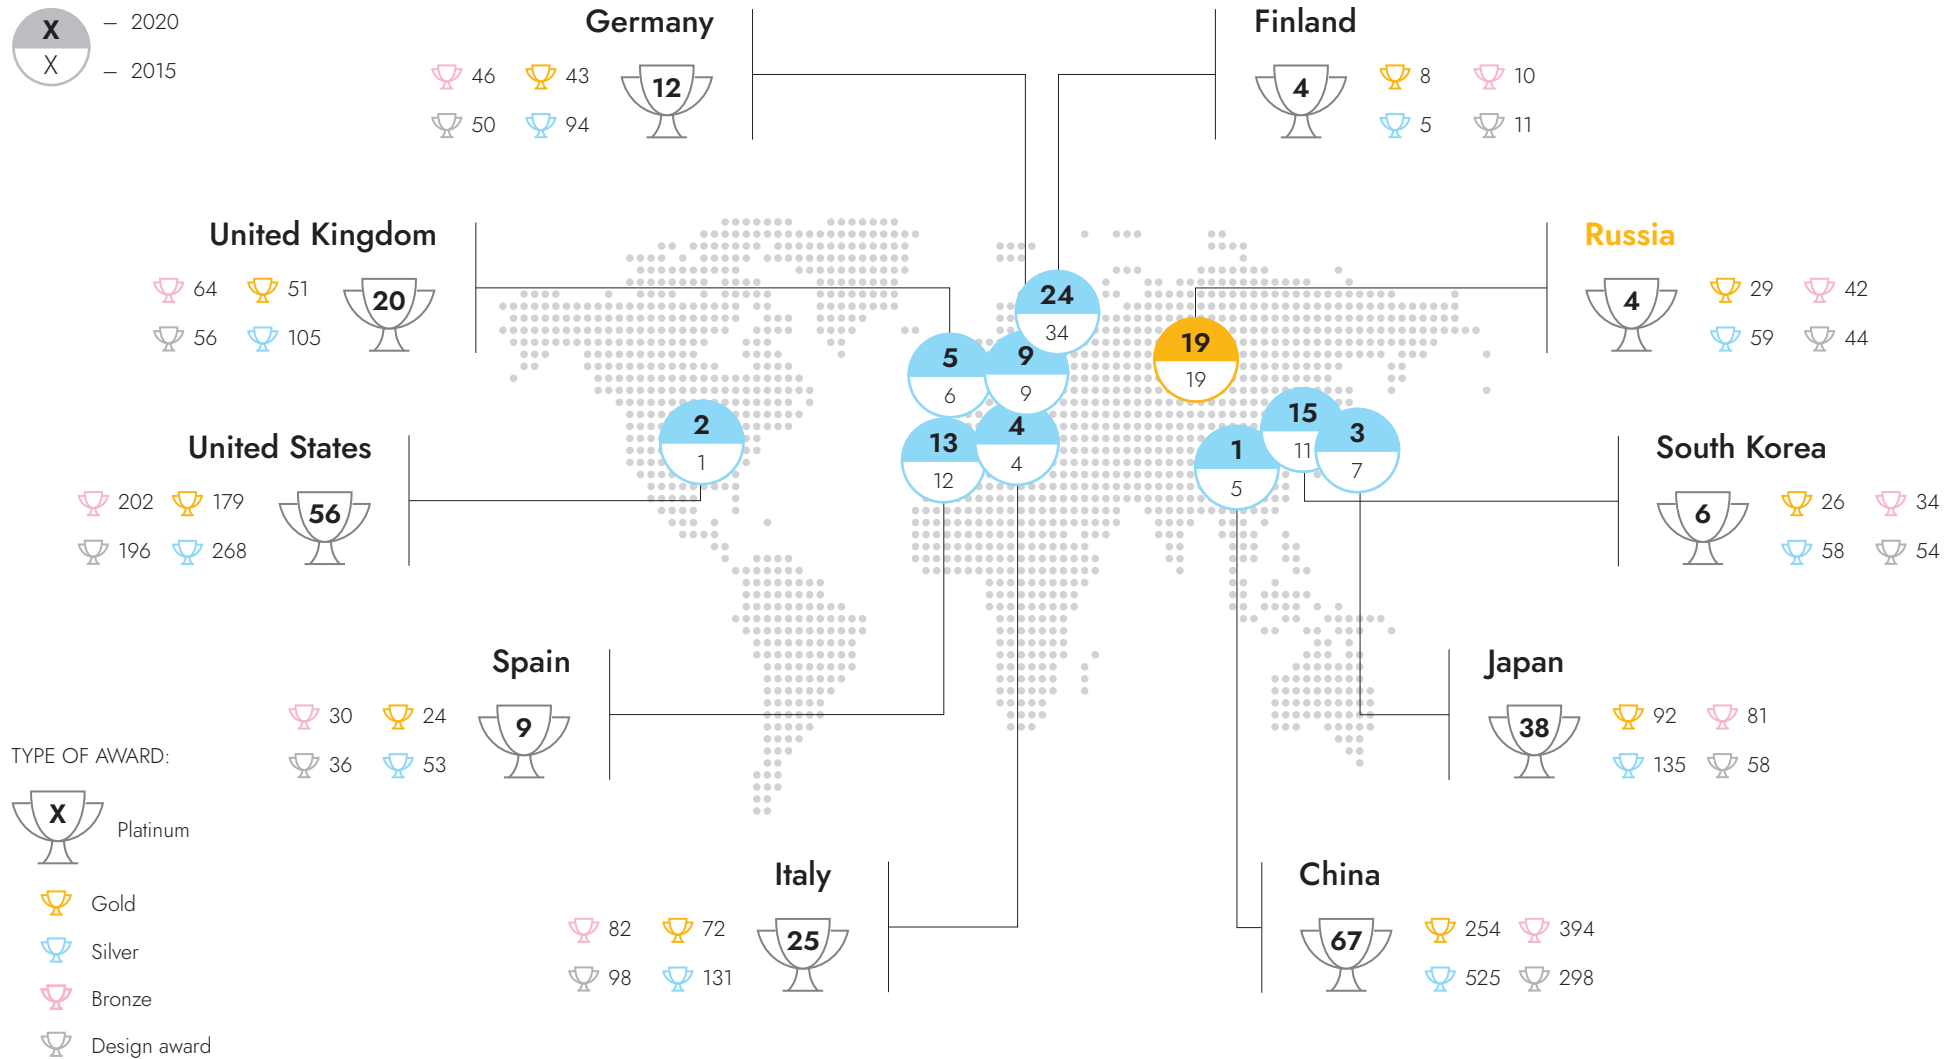 X – 2020
X – 2015
Germany
46 43 12
50 94
Finland
4 8 10
5 11
United Kingdom
64 51 20
56 105
Russia
4 29 42
59 44
24
34
5
6
9
9
19
19
2
1
13
12
4
4
1
5
15
11
3
7
United States
202 179 56
196 268
South Korea
6 26 34
58 54
Spain
30 24 9
36 53
Japan
38 92 81
135 58
TYPE OF AWARD:
X Platinum
Gold
Silver
Bronze
Design award
Italy
82 72 25
98 131
China
67 254 394
525 298